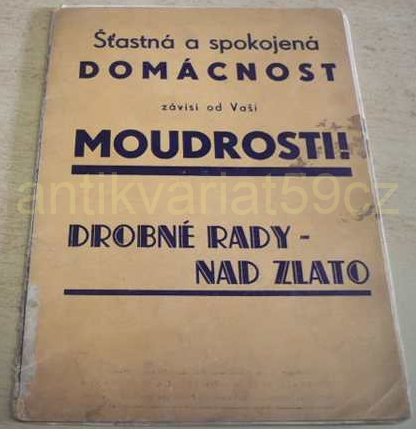 Šťastná a spokojená
DOMÁCNOST
závisí od Vaší
MOUDROSTI!
antikvariat59cz
DROBNÉ RADY -
NAD ZLATO